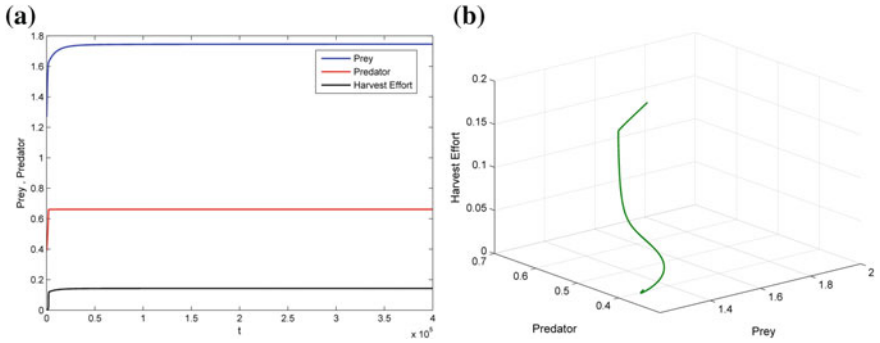 (a)
1.8
1.6
1.4
1.2
1
0.8
0.6
0.4
0.2
0
Prey , Predator
Prey
Predator
Harvest Effort
0 0.5 1 1.5 2 2.5 3 3.5 4
t
x 10^5
(b)
0.2
0.15
0.1
0.05
0
Harvest Effort
0.7
0.6
0.5
0.4
Predator
1.4
1.6
1.8
2
Prey